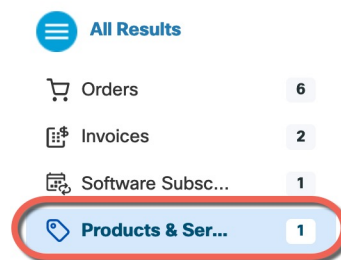 All Results
Orders 6
Invoices 2
Software Subsc... 1
Products & Ser... 1